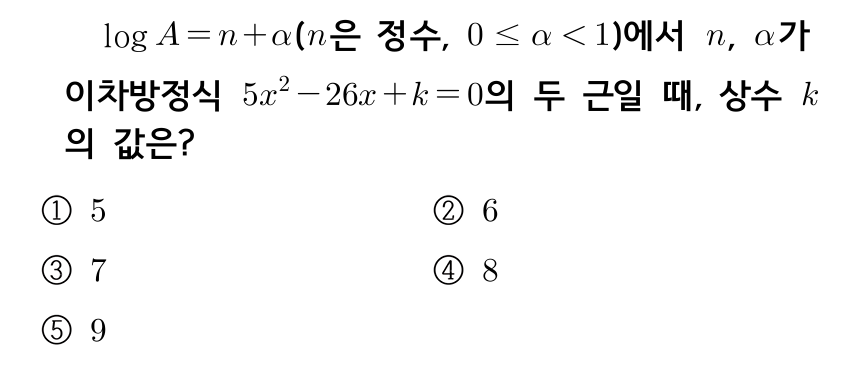 log A = n + α(n은 정수, 0 ≤ α < 1)에서 n, α가
이차방정식 5x² − 26x + k = 0의 두 근일 때, 상수 k
의 값은?
① 5 ② 6
③ 7 ④ 8
⑤ 9